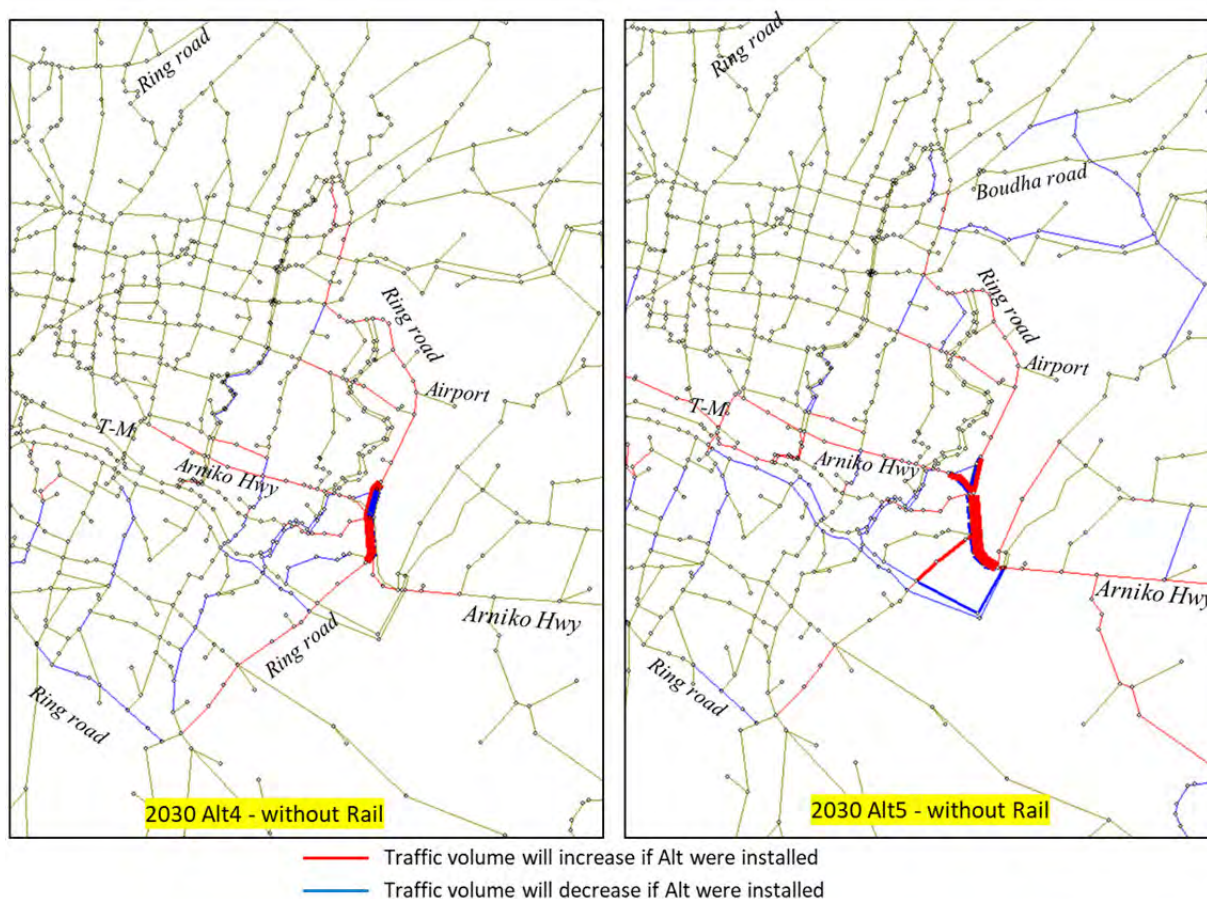 Ring road
Ring road
Airport
T-M
Arniko Hwy
Arniko Hwy
Ring road
Ring road
2030 Alt4 - without Rail
Ring road
Boudha road
Ring road
Airport
T-M
Arniko Hwy
Arniko Hwy
Ring road
2030 Alt5 - without Rail
Traffic volume will increase if Alt were installed
Traffic volume will decrease if Alt were installed